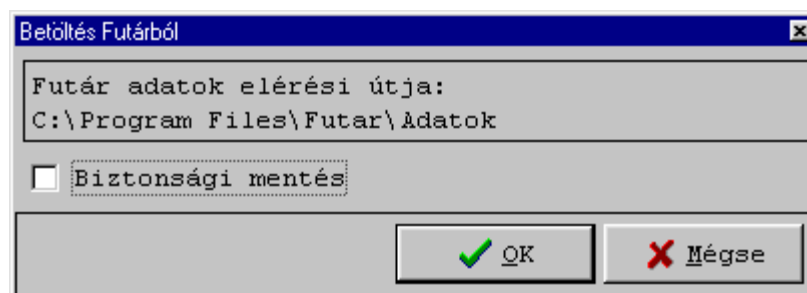 Betöltés Futárból
Futár adatok elérési útja:
C:\Program Files\Futar\Adatok
Biztonsági mentés
OK
Mégse